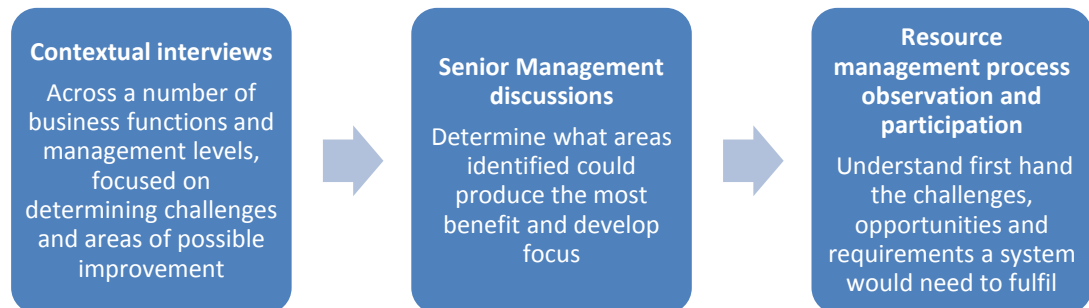 Contextual interviews
Across a number of
business functions and
management levels,
focused on
determining challenges
and areas of possible
improvement
Senior Management
discussions
Determine what areas
identified could
produce the most
benefit and develop
focus
Resource
management process
observation and
participation
Understand first hand
the challenges,
opportunities and
requirements a system
would need to fulfil